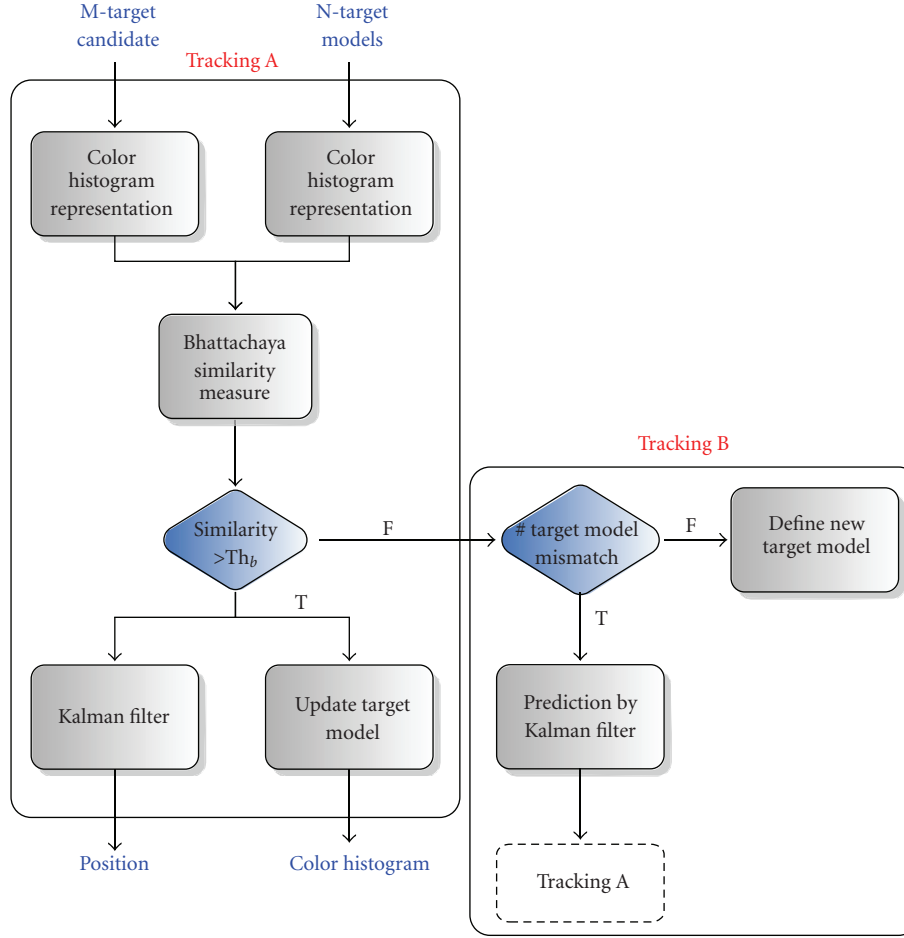 M-target
candidate
N-target
models
Tracking A
Color
histogram
representation
Color
histogram
representation
Bhattachaya
similarity
measure
Similarity
>Th_b
F
T
Kalman filter
Update target
model
Position
Color histogram
Tracking B
# target model
mismatch
F
Define new
target model
T
Prediction by
Kalman filter
Tracking A